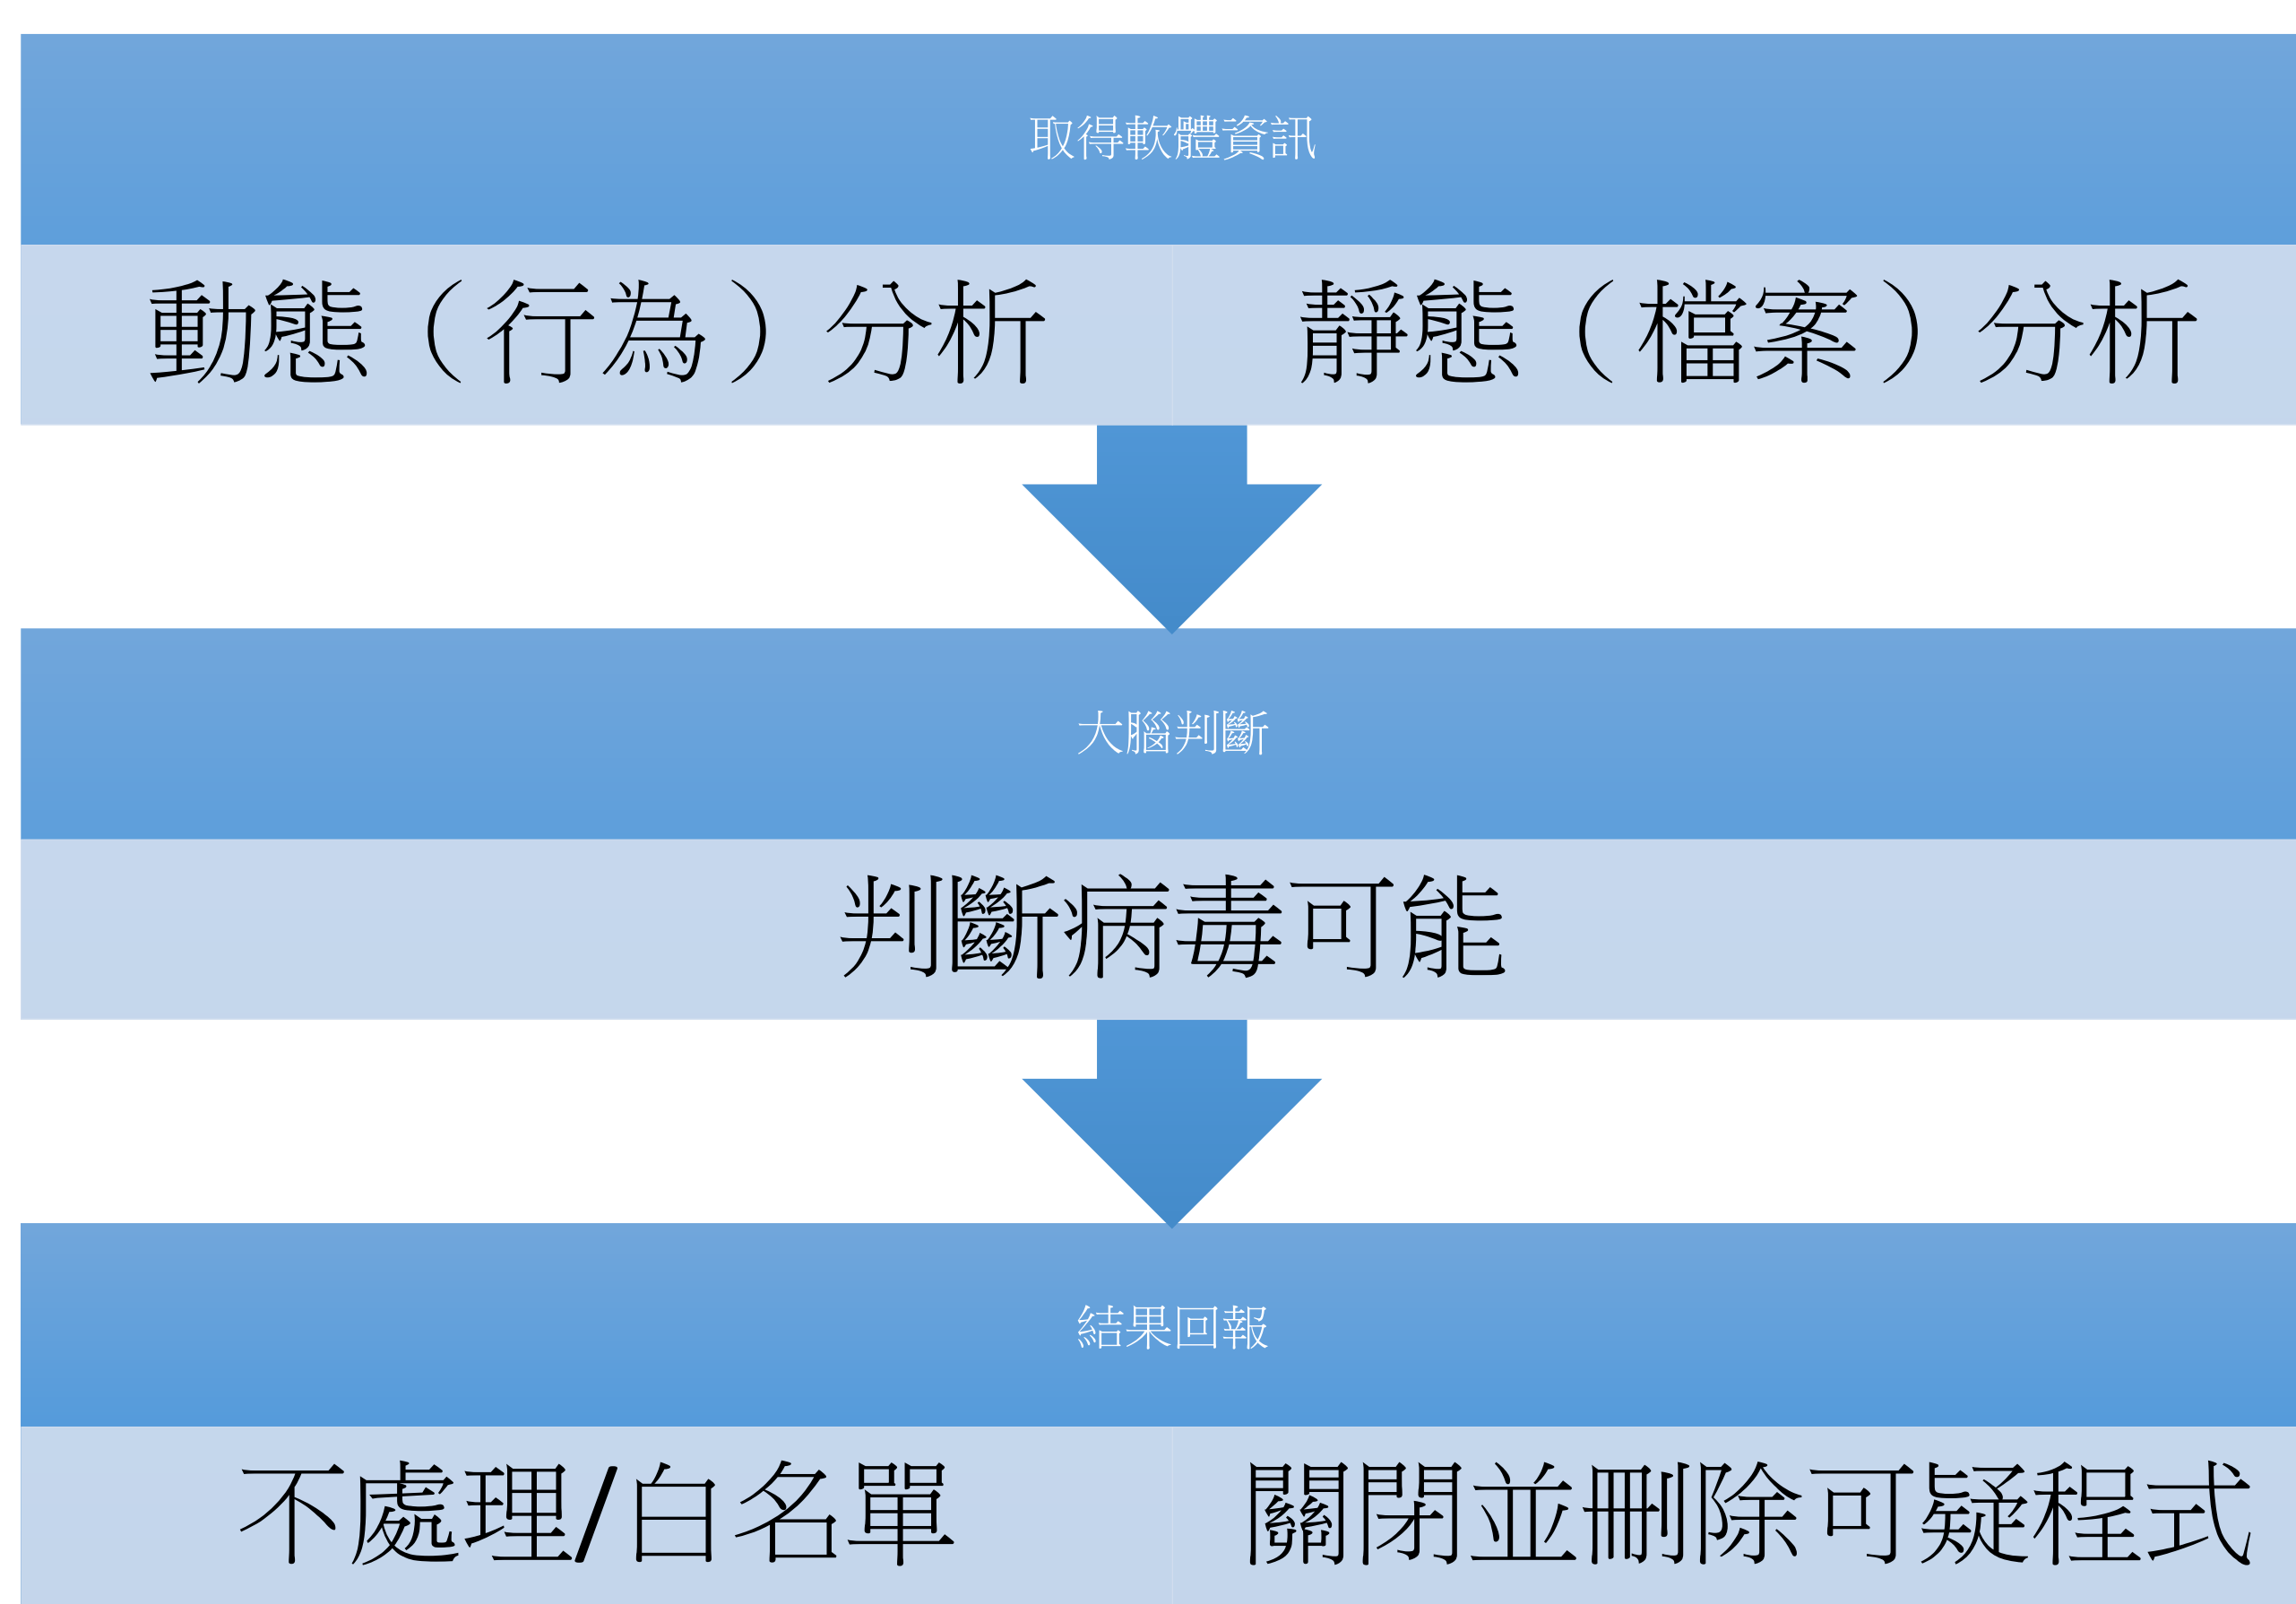 取得軟體資訊
動態（行為）分析
靜態（檔案）分析
大腦判斷
判斷病毒可能
結果回報
不處理/白名單
關閉並刪除可疑程式